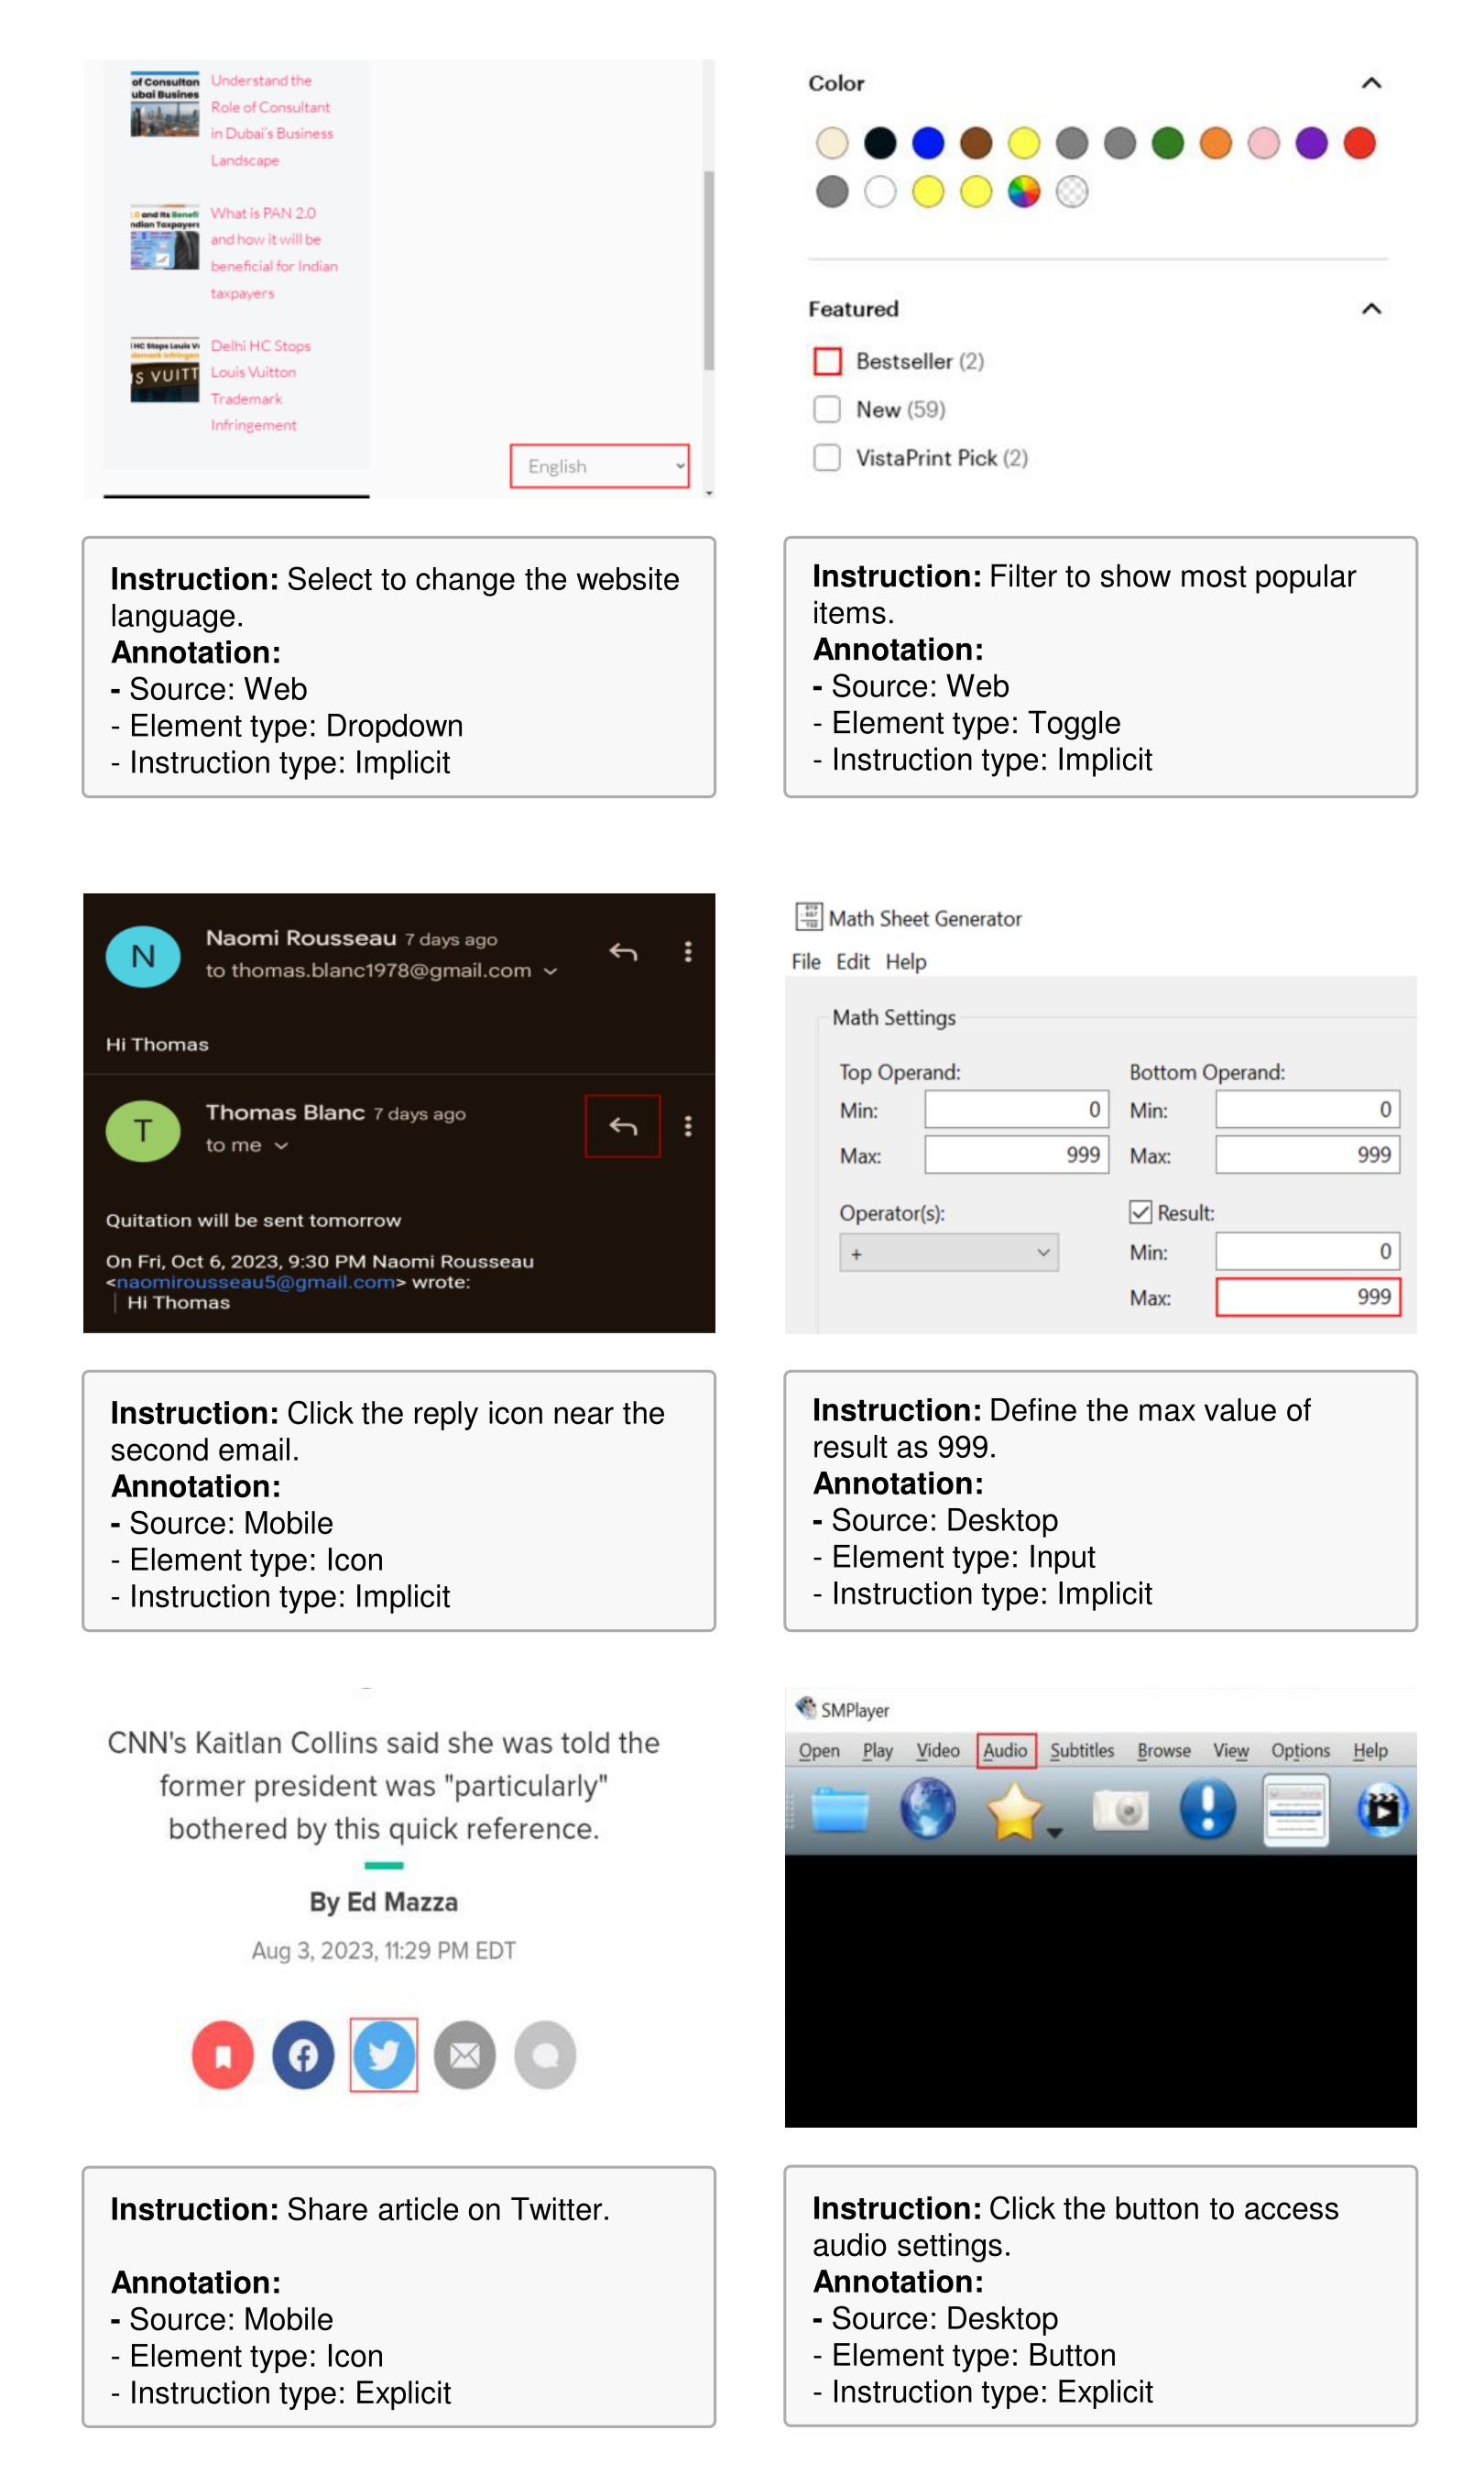 of Consultan
ubai Busines
Understand the
Role of Consultant
in Dubai's Business
Landscape
.0 and Its Benefi
ndian Taxpayers
What is PAN 2.0
and how it will be
beneficial for Indian
taxpayers
HC Stops Louis V
demark Infringen
IS VUITT
Delhi HC Stops
Louis Vuitton
Trademark
Infringement
English
Instruction: Select to change the website
language.
Annotation:
- Source: Web
- Element type: Dropdown
- Instruction type: Implicit
Color
Featured
Bestseller (2)
New (59)
VistaPrint Pick (2)
Instruction: Filter to show most popular
items.
Annotation:
- Source: Web
- Element type: Toggle
- Instruction type: Implicit
N
Naomi Rousseau 7 days ago
to thomas.blanc1978@gmail.com
Hi Thomas
T
Thomas Blanc 7 days ago
to me
Quitation will be sent tomorrow
On Fri, Oct 6, 2023, 9:30 PM Naomi Rousseau
<naomirousseau5@gmail.com> wrote:
Hi Thomas
Instruction: Click the reply icon near the
second email.
Annotation:
- Source: Mobile
- Element type: Icon
- Instruction type: Implicit
Math Sheet Generator
File Edit Help
Math Settings
Top Operand:
Min: 0
Max: 999
Bottom Operand:
Min: 0
Max: 999
Operator(s):
+
Result:
Min: 0
Max: 999
Instruction: Define the max value of
result as 999.
Annotation:
- Source: Desktop
- Element type: Input
- Instruction type: Implicit
CNN's Kaitlan Collins said she was told the
former president was "particularly"
bothered by this quick reference.
By Ed Mazza
Aug 3, 2023, 11:29 PM EDT
Instruction: Share article on Twitter.
Annotation:
- Source: Mobile
- Element type: Icon
- Instruction type: Explicit
SMPlayer
Open Play Video Audio Subtitles Browse View Options Help
Instruction: Click the button to access
audio settings.
Annotation:
- Source: Desktop
- Element type: Button
- Instruction type: Explicit